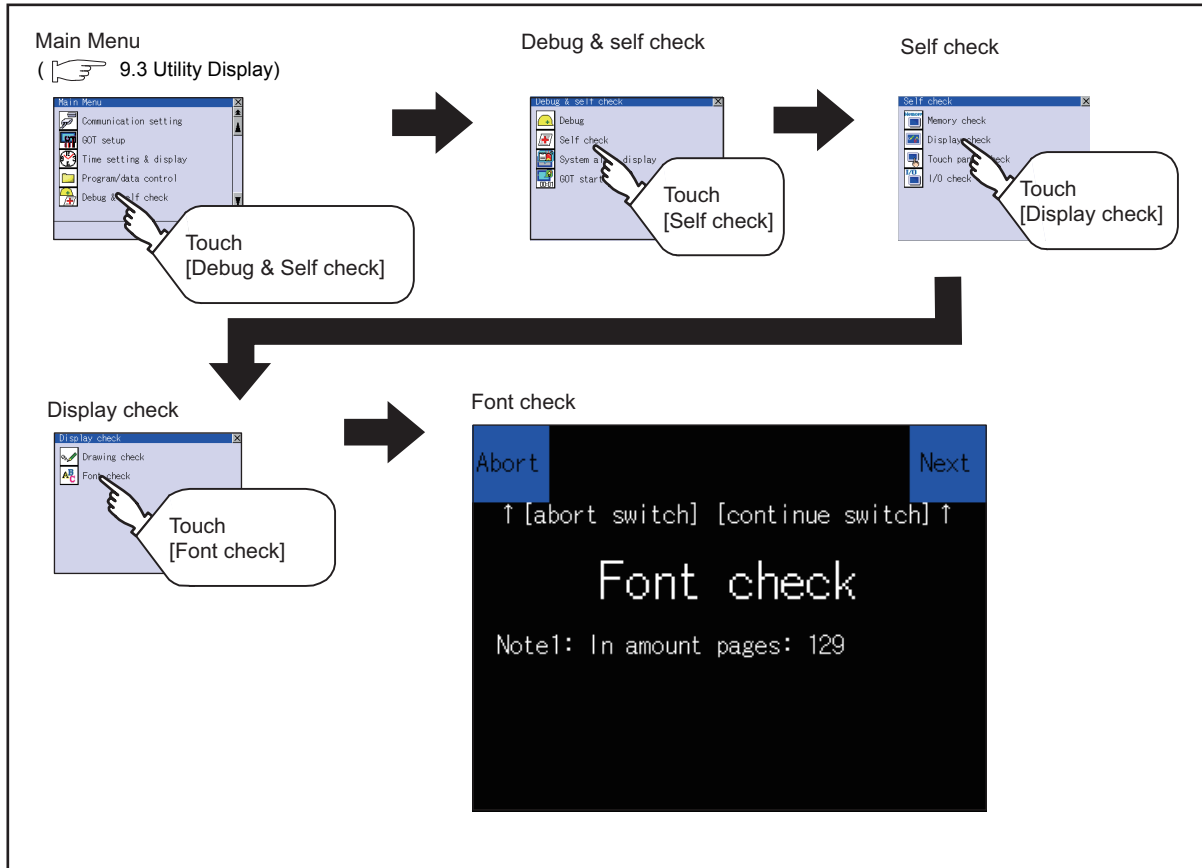 Main Menu
( 9.3 Utility Display)
Main Menu
Communication setting
GOT setup
Time setting & display
Program/data control
Debug & self check
Touch
[Debug & Self check]
Debug & self check
Debug & self check
Debug
Self check
System display
GOT
Touch
[Self check]
Self check
Self check
Memory
Memory check
Display check
Touch check
I/O
I/O check
Touch
[Display check]
Display check
Display check
Drawing check
ABC
Font check
Touch
[Font check]
Font check
Abort
Next
↑[abort switch] [continue switch]↑
Font check
Note1: In amount pages: 129